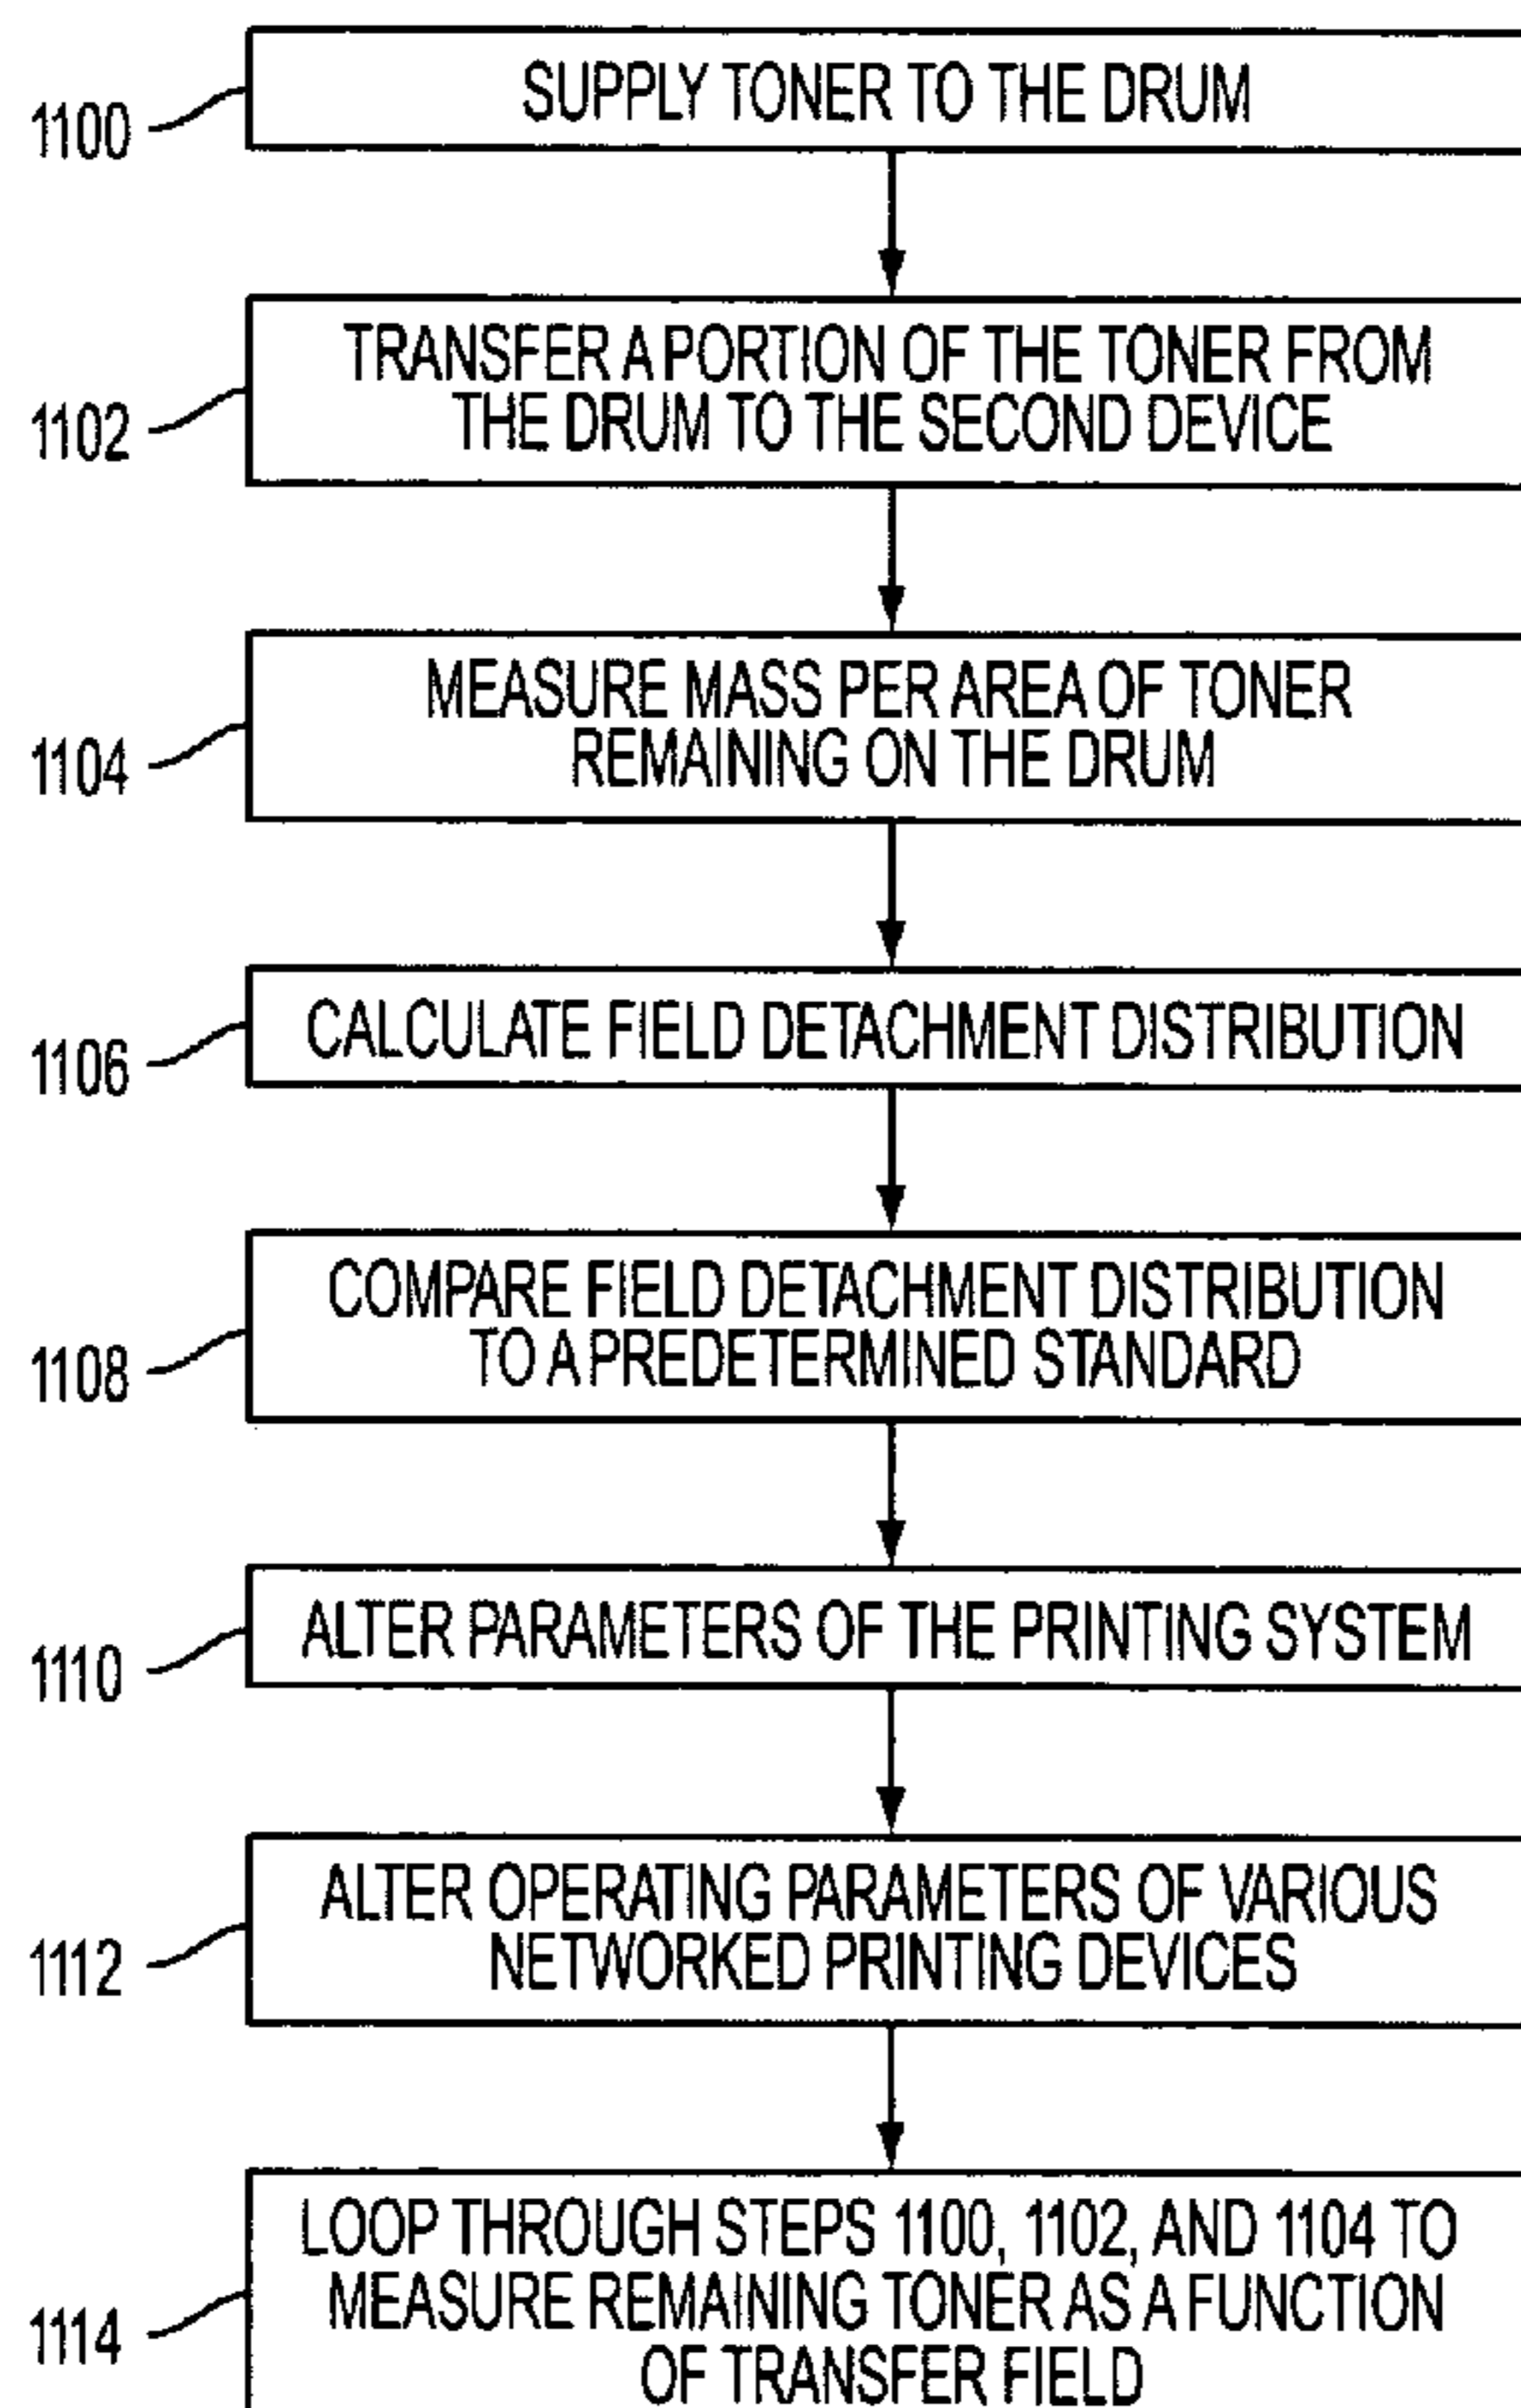 1100
SUPPLY TONER TO THE DRUM
1102
TRANSFER A PORTION OF THE TONER FROM
THE DRUM TO THE SECOND DEVICE
1104
MEASURE MASS PER AREA OF TONER
REMAINING ON THE DRUM
1106
CALCULATE FIELD DETACHMENT DISTRIBUTION
1108
COMPARE FIELD DETACHMENT DISTRIBUTION
TO A PREDETERMINED STANDARD
1110
ALTER PARAMETERS OF THE PRINTING SYSTEM
1112
ALTER OPERATING PARAMETERS OF VARIOUS
NETWORKED PRINTING DEVICES
1114
LOOP THROUGH STEPS 1100, 1102, AND 1104 TO
MEASURE REMAINING TONER AS A FUNCTION
OF TRANSFER FIELD